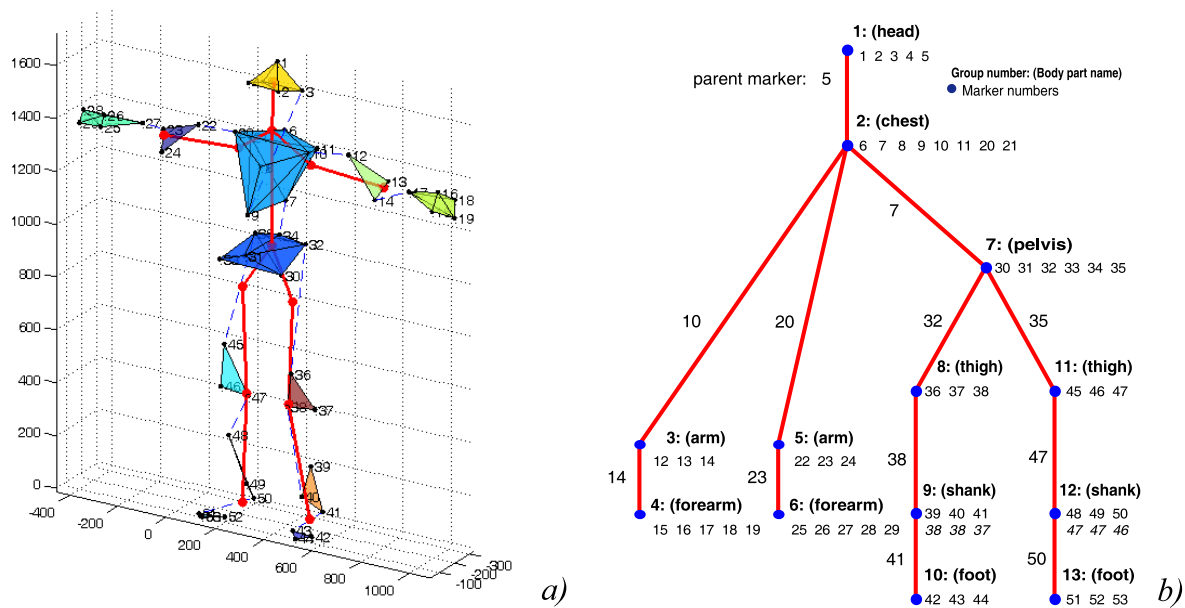 1600
1400
1200
1000
800
600
400
200
0
-400
-200
0
200
400
600
800
1000
-100
-200
-300
1
2
3
28
26
25
27
23
22
24
6
10
11
12
13
14
17
16
18
19
9
7
34
32
31
30
45
46
47
36
37
39
48
49
50
40
41
52
43
42
a)
1: (head)
1 2 3 4 5
parent marker: 5
Group number: (Body part name)
Marker numbers
2: (chest)
6 7 8 9 10 11 20 21
7
7: (pelvis)
30 31 32 33 34 35
10
20
32
35
8: (thigh)
36 37 38
11: (thigh)
45 46 47
3: (arm)
12 13 14
5: (arm)
22 23 24
38
47
14
23
4: (forearm)
15 16 17 18 19
6: (forearm)
25 26 27 28 29
9: (shank)
39 40 41
38 38 37
12: (shank)
48 49 50
47 47 46
41
50
10: (foot)
42 43 44
13: (foot)
51 52 53
b)